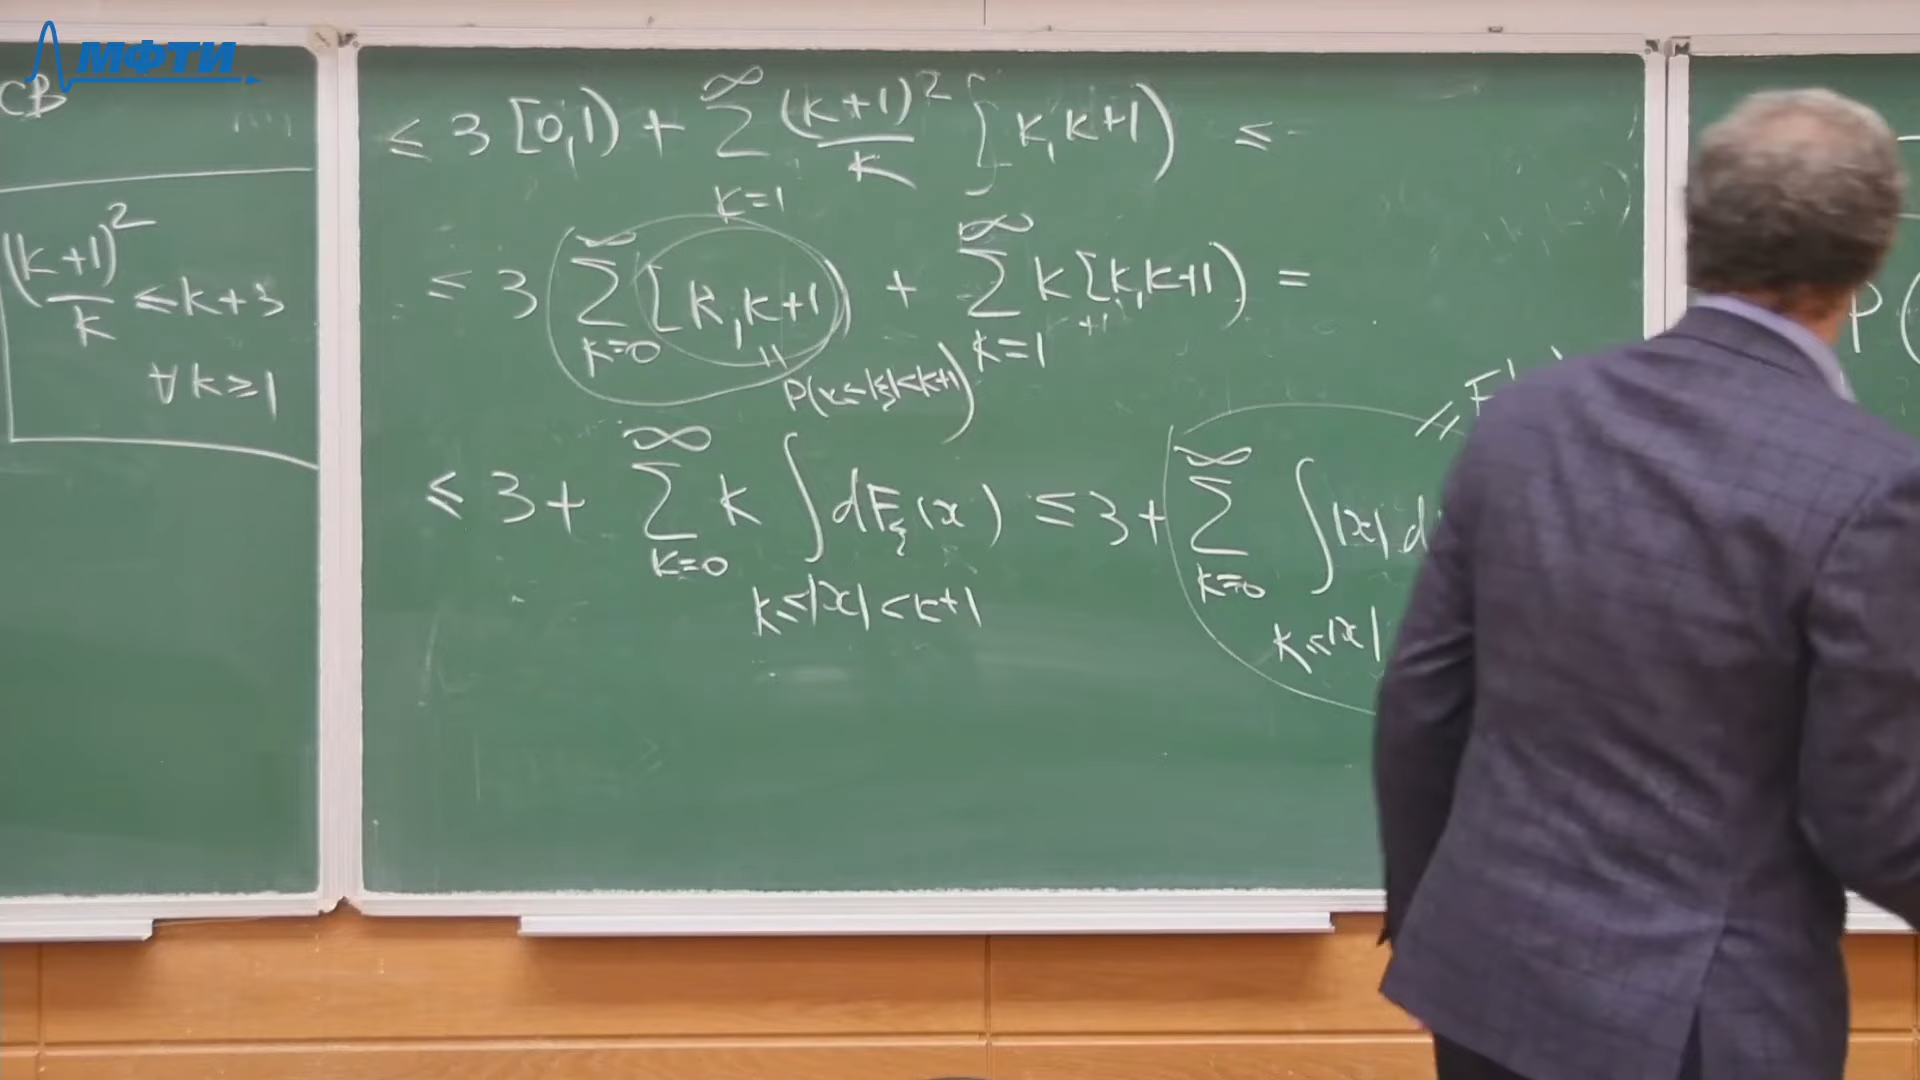 МФТИ
СВ
(k+1)²/k ≤ k+3
∀ k ≥ 1
≤ 3 [0,1) + ∑_{k=1}^{∞} (k+1)²/k [k, k+1) ≤
≤ 3 ∑_{k=0}^{∞} [k, k+1) + ∑_{k=1}^{∞} k [k, k+1) =
= P(k ≤ |ξ| < k+1)
≤ 3 + ∑_{k=0}^{∞} k ∫_{k ≤ |x| < k+1} dF_ξ(x) ≤ 3 + ∑_{k=0}^{∞} ∫_{k ≤ |x|} |x| d
P(